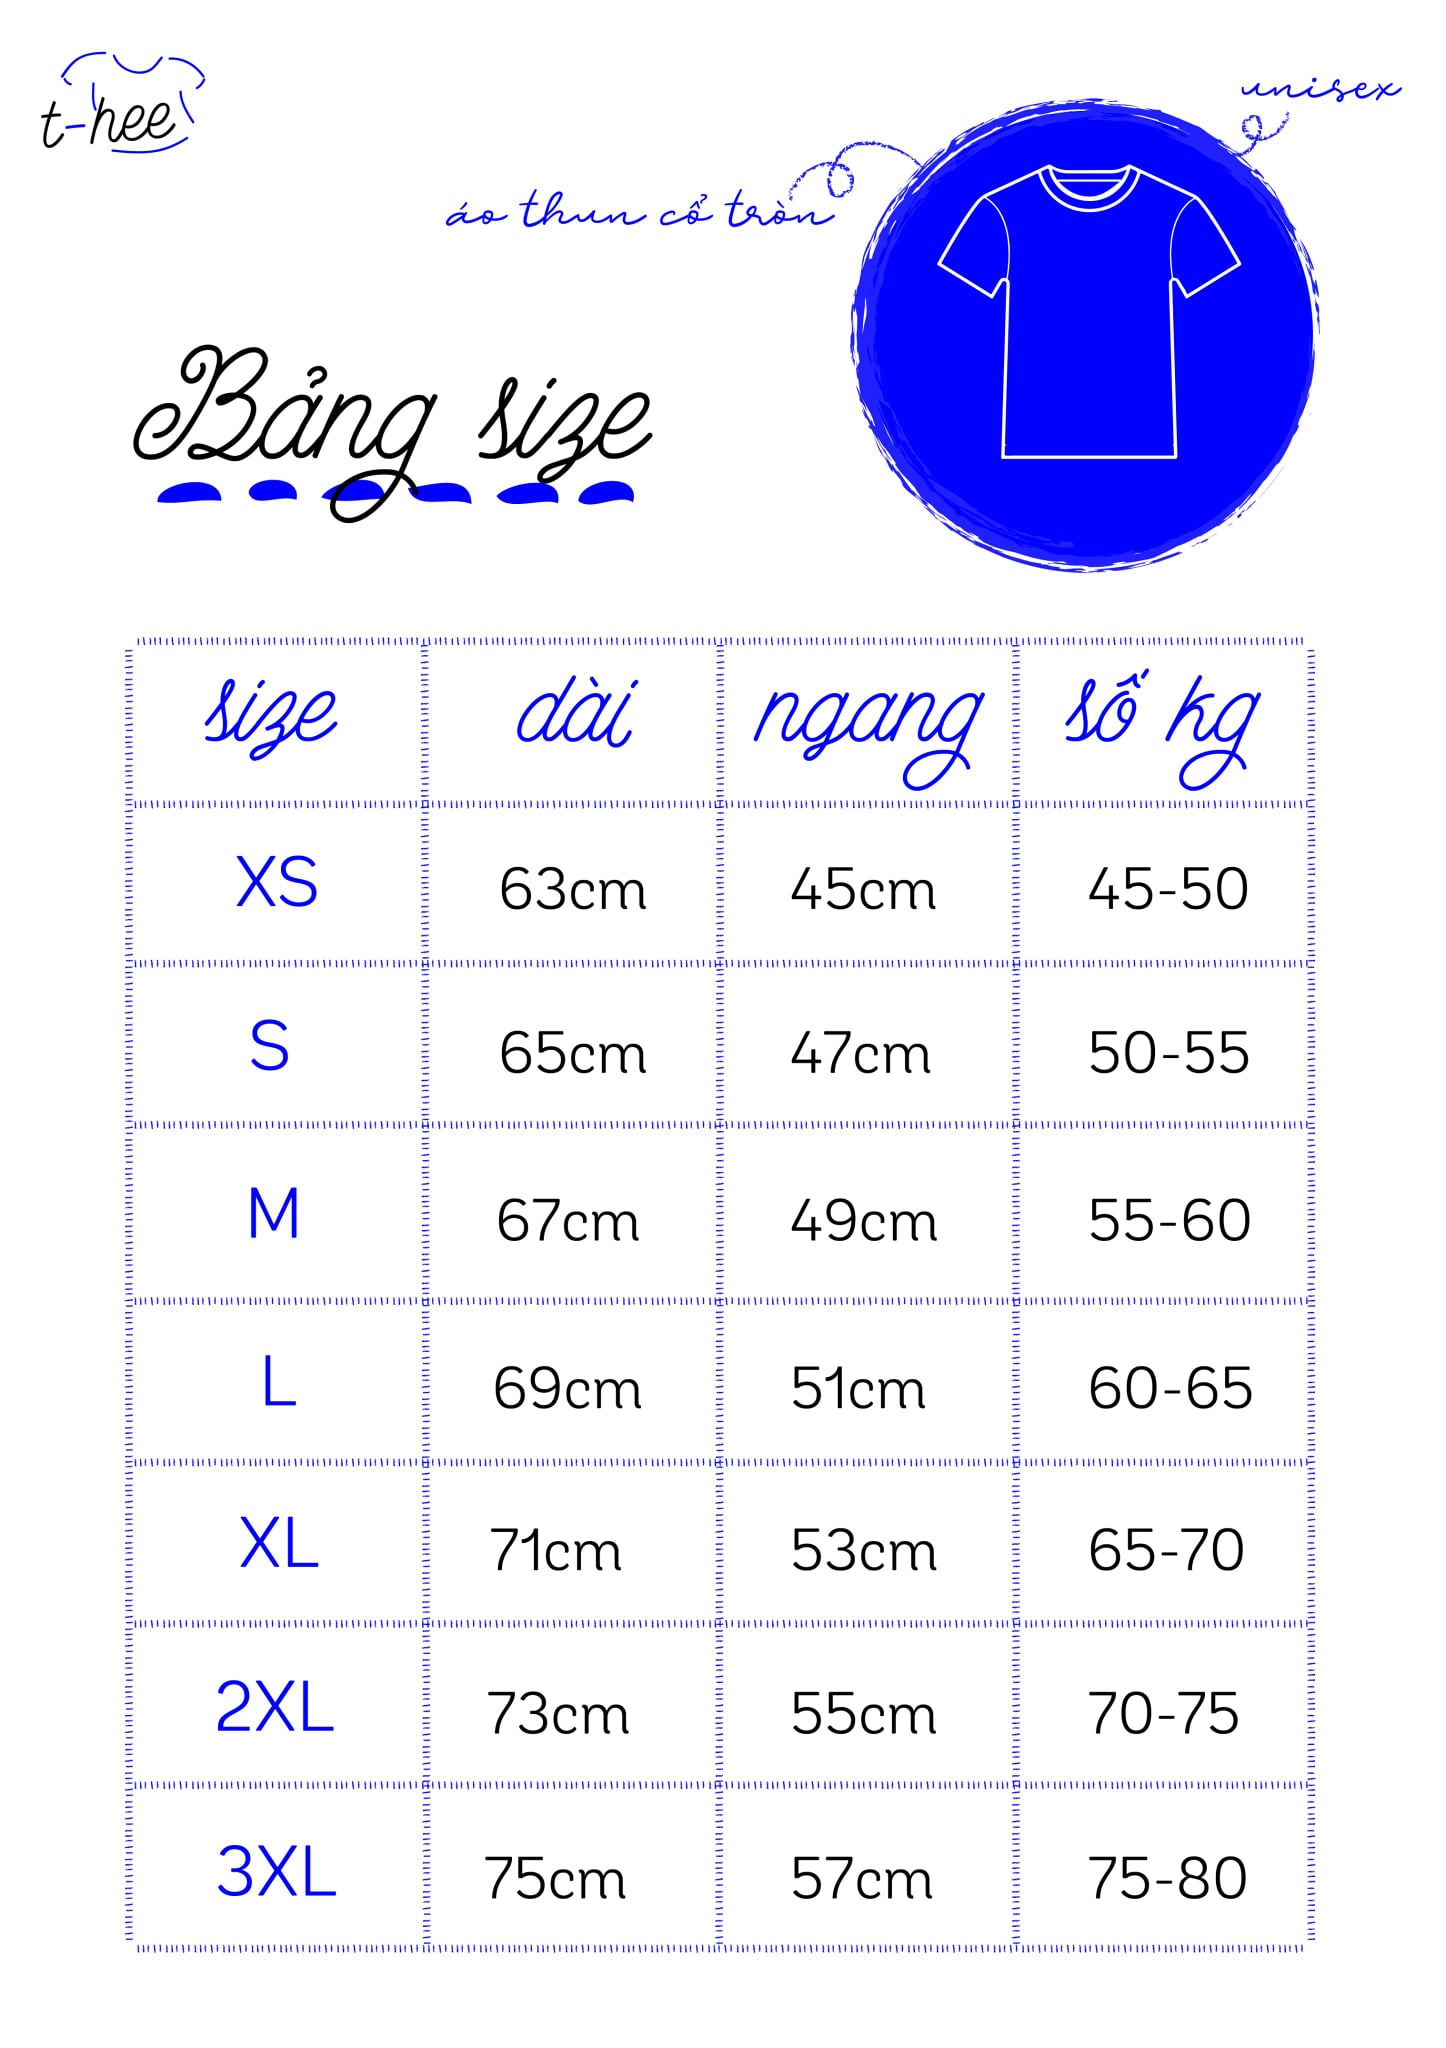 t-hee
unisex
áo thun cổ tròn
Bảng size
size dài ngang số kg
XS 63cm 45cm 45-50
S 65cm 47cm 50-55
M 67cm 49cm 55-60
L 69cm 51cm 60-65
XL 71cm 53cm 65-70
2XL 73cm 55cm 70-75
3XL 75cm 57cm 75-80